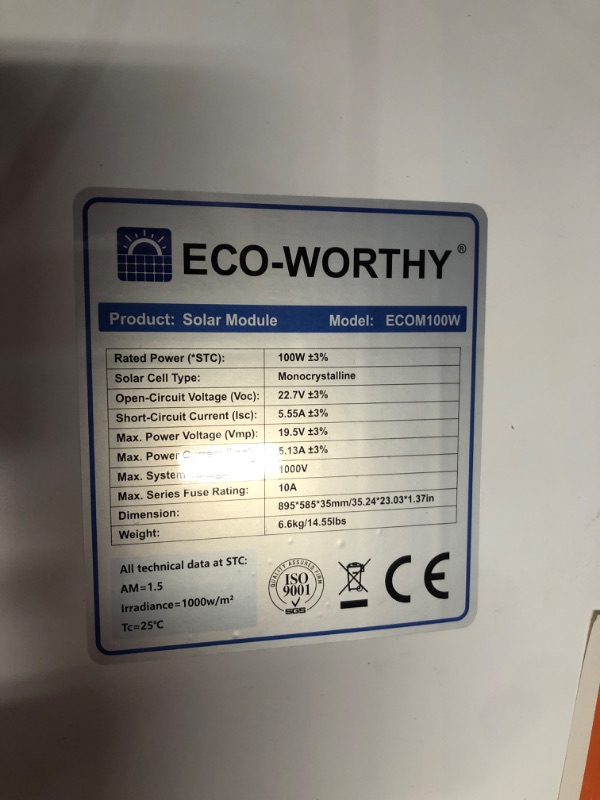 ECO-WORTHY®
Product: Solar Module Model: ECOM100W
Rated Power (*STC): 100W ±3%
Solar Cell Type: Monocrystalline
Open-Circuit Voltage (Voc): 22.7V ±3%
Short-Circuit Current (Isc): 5.55A ±3%
Max. Power Voltage (Vmp): 19.5V ±3%
Max. Power Current 5.13A ±3%
Max. System 1000V
Max. Series Fuse Rating: 10A
Dimension: 895*585*35mm/35.24*23.03*1.37in
Weight: 6.6kg/14.55lbs
All technical data at STC:
AM=1.5
Irradiance=1000w/m²
Tc=25℃
QUALITY ASSURED FIRM
ISO
9001
SGS
CE